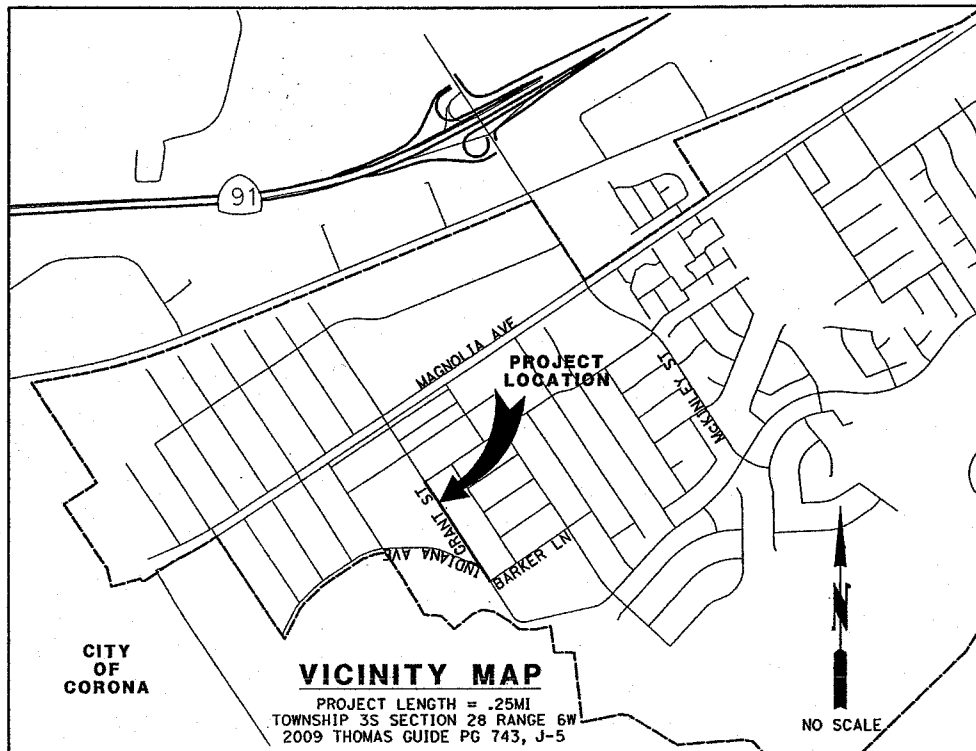 91
MAGNOLIA AVE
PROJECT
LOCATION
McKINLEY ST
GRANT ST
INDIANA AVE
BARKER LN
CITY
OF
CORONA
VICINITY MAP
PROJECT LENGTH = .25MI
TOWNSHIP 3S SECTION 28 RANGE 6W
2009 THOMAS GUIDE PG 743, J-5
N
NO SCALE